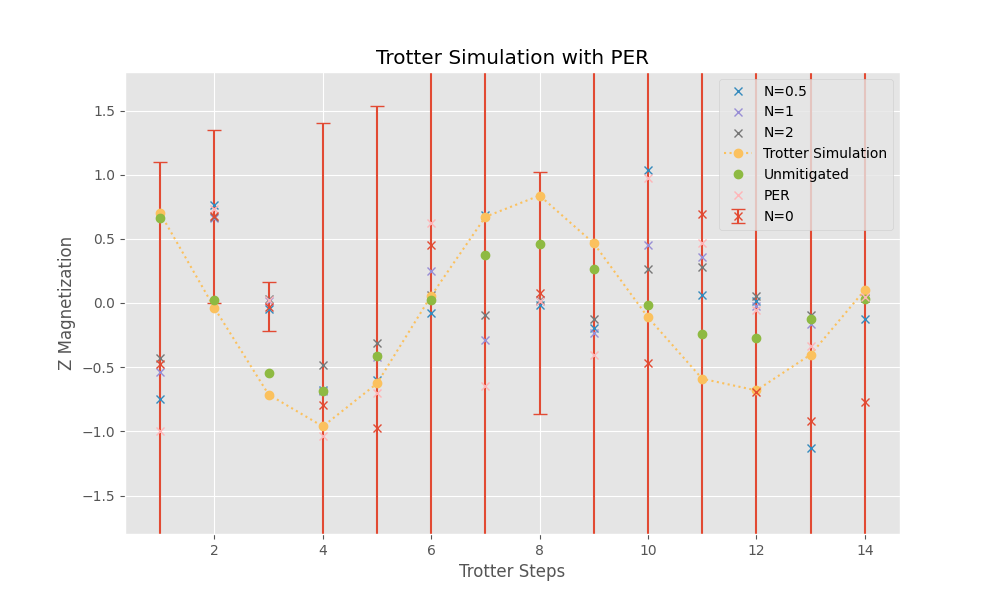 Trotter Simulation with PER
Z Magnetization
1.5
1.0
0.5
0.0
−0.5
−1.0
−1.5
N=0.5
N=1
N=2
Trotter Simulation
Unmitigated
PER
N=0
2
4
6
8
10
12
14
Trotter Steps